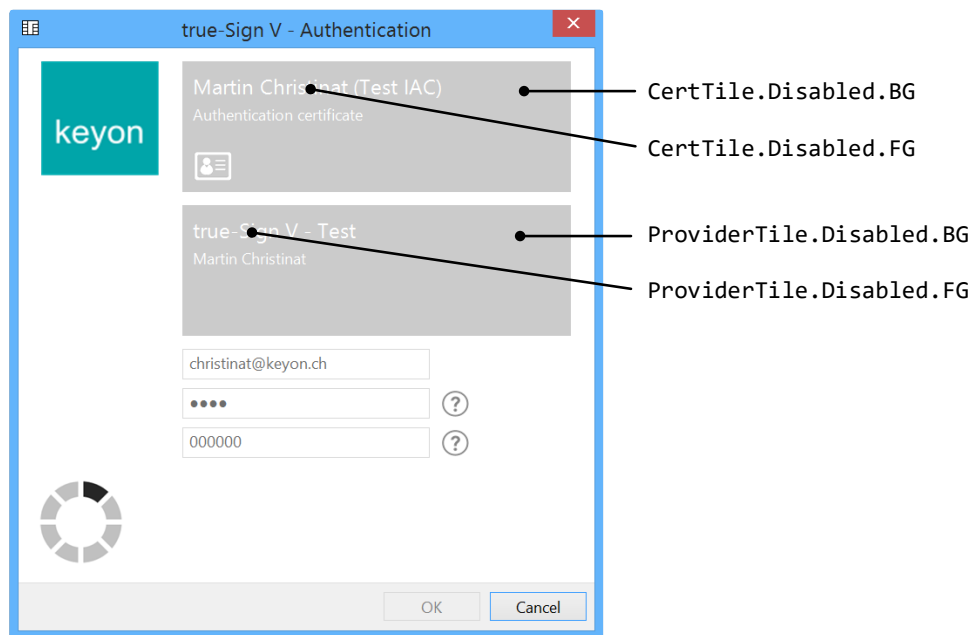 true-Sign V - Authentication
keyon
Martin Christinat (Test IAC)
Authentication certificate
CertTile.Disabled.BG
CertTile.Disabled.FG
true-Sign V - Test
Martin Christinat
ProviderTile.Disabled.BG
ProviderTile.Disabled.FG
christinat@keyon.ch
●●●●
?
000000
?
OK
Cancel